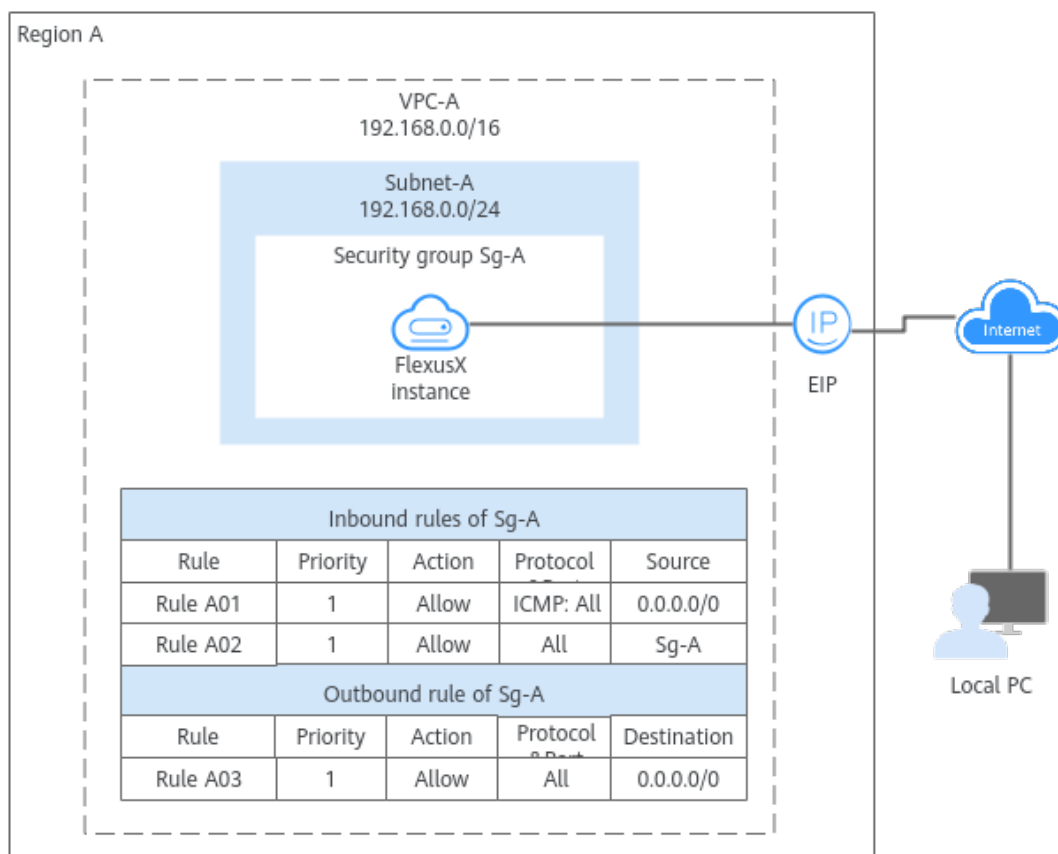 Region A
VPC-A
192.168.0.0/16
Subnet-A
192.168.0.0/24
Security group Sg-A
FlexusX
instance
IP
EIP
Internet
Local PC
Inbound rules of Sg-A
Rule Priority Action Protocol Source
Rule A01 1 Allow ICMP: All 0.0.0.0/0
Rule A02 1 Allow All Sg-A
Outbound rule of Sg-A
Rule Priority Action Protocol Destination
Rule A03 1 Allow All 0.0.0.0/0